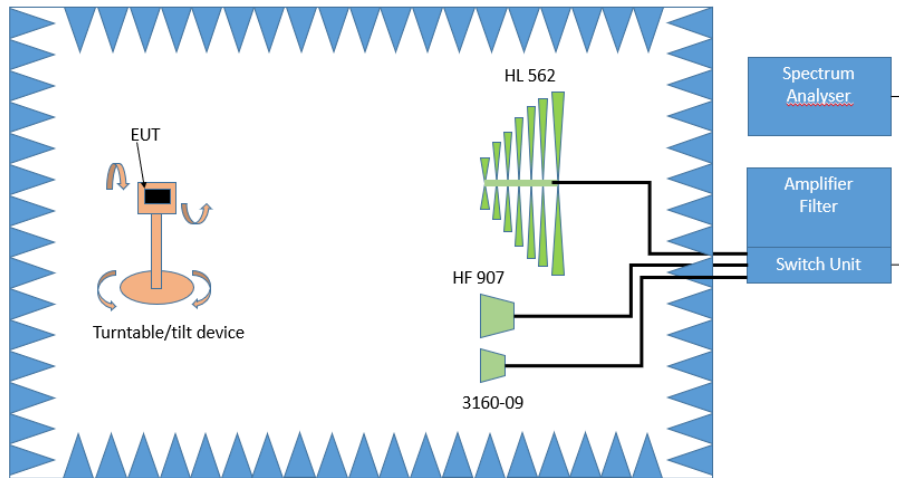 HL 562
Spectrum
Analyser
EUT
Amplifier
Filter
Switch Unit
HF 907
Turntable/tilt device
3160-09